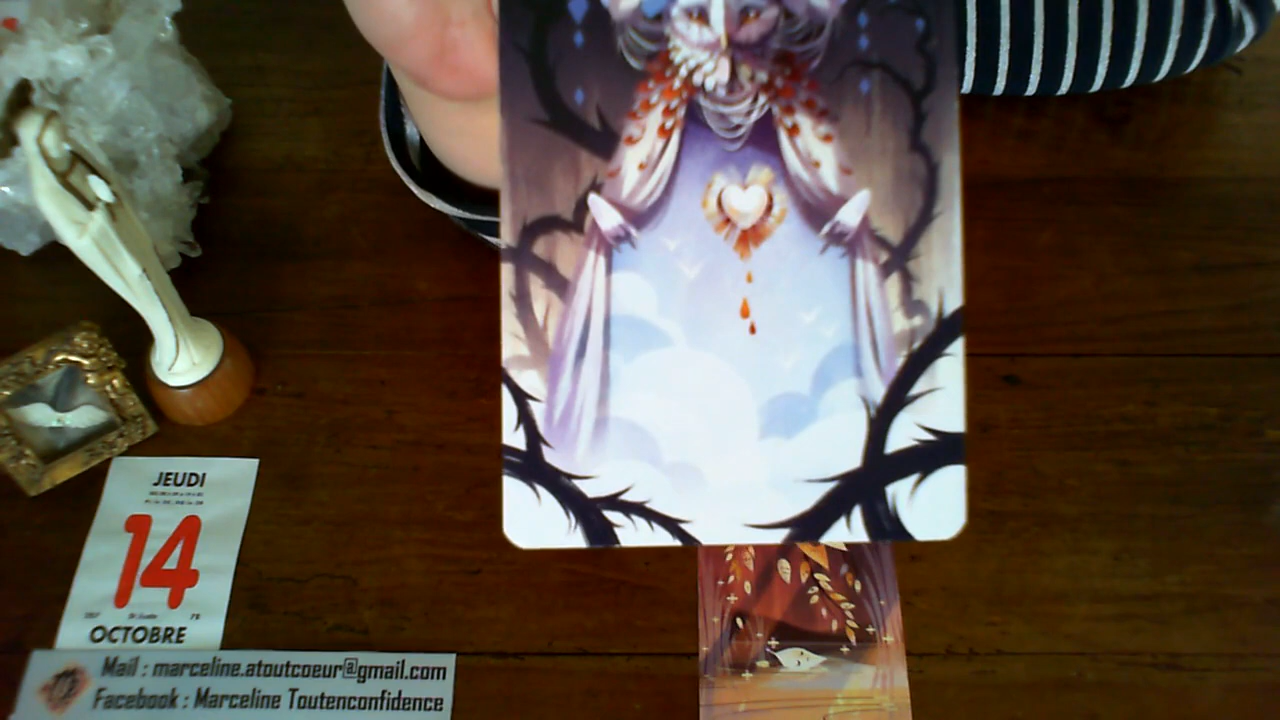 JEUDI
14
OCTOBRE
Mail : marceline.atoutcoeur@gmail.com
Facebook : Marceline Toutenconfidence